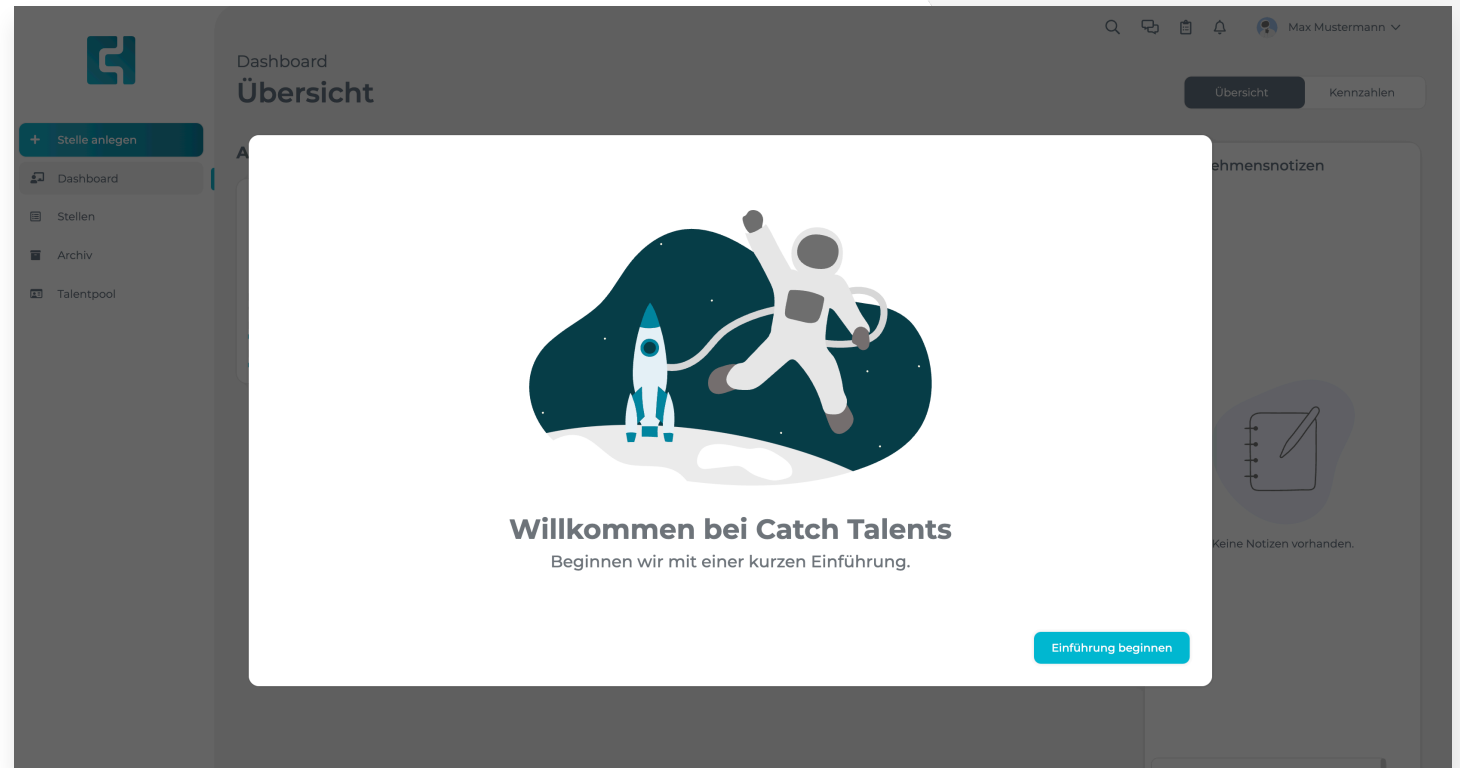 Max Mustermann
Dashboard
Übersicht
Übersicht
Kennzahlen
Stelle anlegen
Dashboard
Stellen
Archiv
Talentpool
Willkommen bei Catch Talents
Beginnen wir mit einer kurzen Einführung.
Einführung beginnen
ehmensnotizen
Keine Notizen vorhanden.